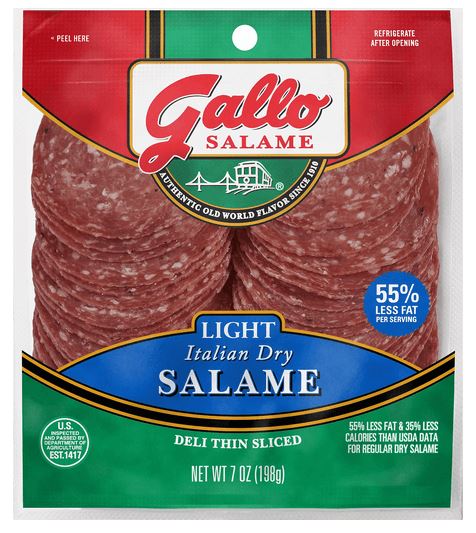 < PEEL HERE
REFRIGERATE
AFTER OPENING
Gallo
SALAME
®
AUTHENTIC OLD WORLD FLAVOR SINCE 1910
55%
LESS FAT
PER SERVING
LIGHT
Italian Dry
SALAME
DELI THIN SLICED
U.S.
INSPECTED
AND PASSED BY
DEPARTMENT OF
AGRICULTURE
EST.1417
55% LESS FAT & 35% LESS
CALORIES THAN USDA DATA
FOR REGULAR DRY SALAME
NET WT 7 OZ (198g)